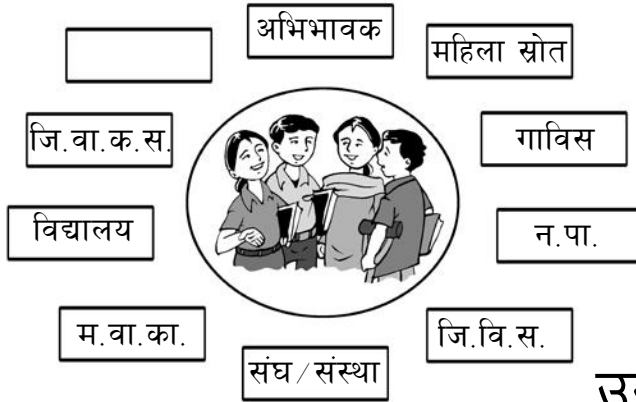 अभिभावक
महिला स्रोत
जि.वा.क.स.
गाविस
विद्यालय
न.पा.
म.वा.का.
जि.वि.स.
संघ/संस्था